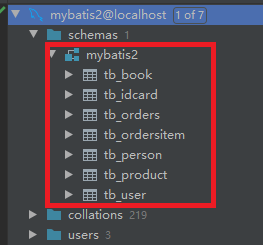 mybatis2@localhost 1 of 7
schemas 1
mybatis2
tb_book
tb_idcard
tb_orders
tb_ordersitem
tb_person
tb_product
tb_user
collations 219
users 3